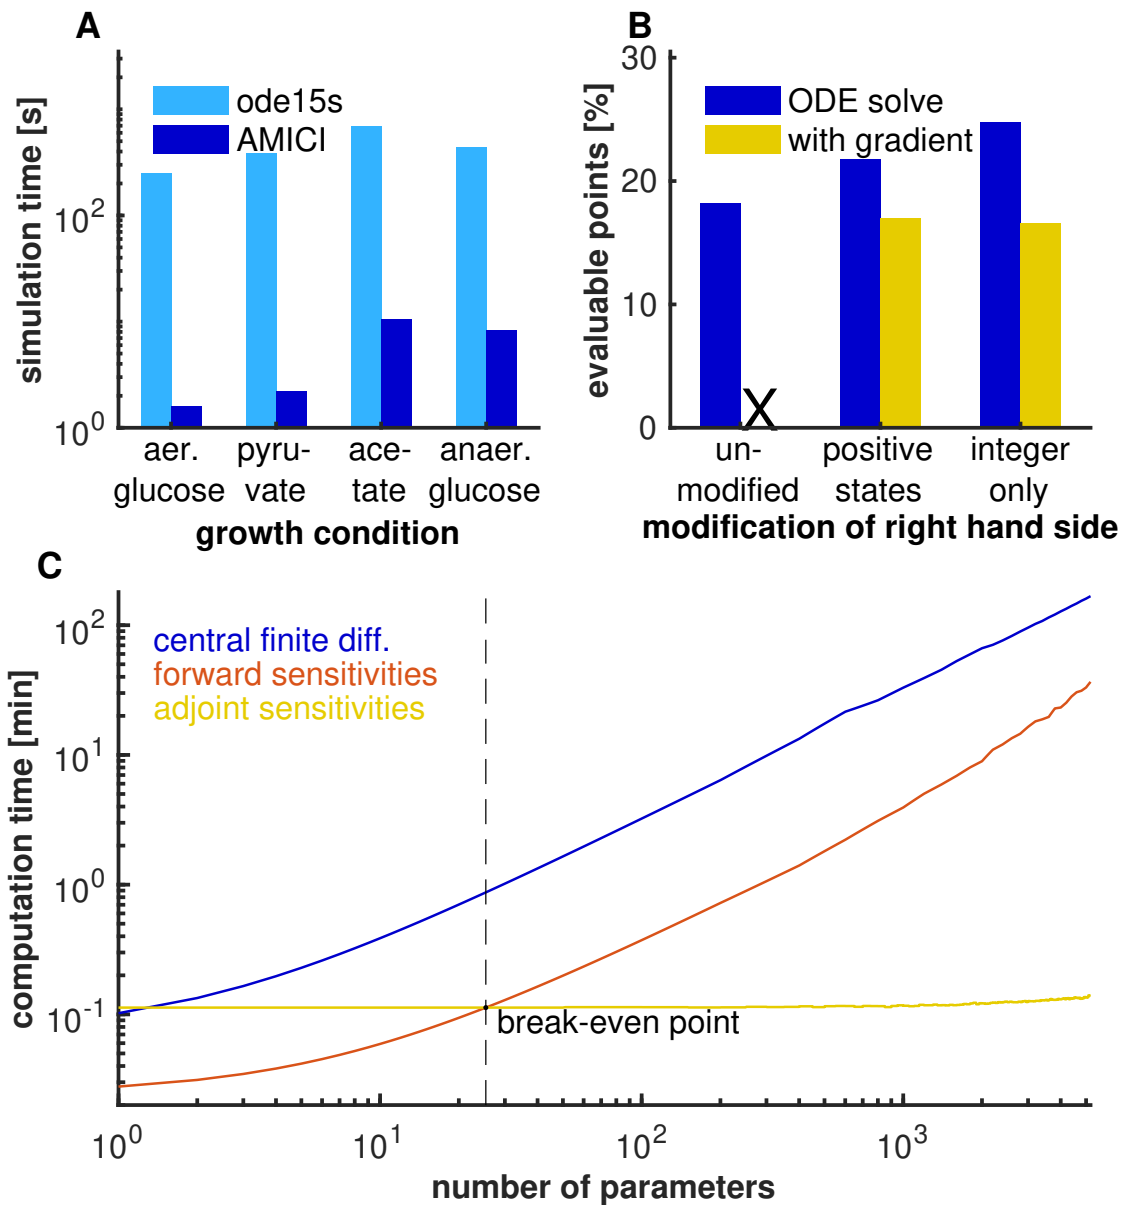 A
simulation time [s]
10^2
10^0
ode15s
AMICI
aer. glucose
pyru-vate
ace-tate
anaer. glucose
growth condition
B
evaluable points [%]
30
20
10
0
ODE solve
with gradient
X
un-modified
positive states
integer only
modification of right hand side
C
computation time [min]
10^2
10^1
10^0
10^-1
central finite diff.
forward sensitivities
adjoint sensitivities
break-even point
10^0 10^1 10^2 10^3
number of parameters